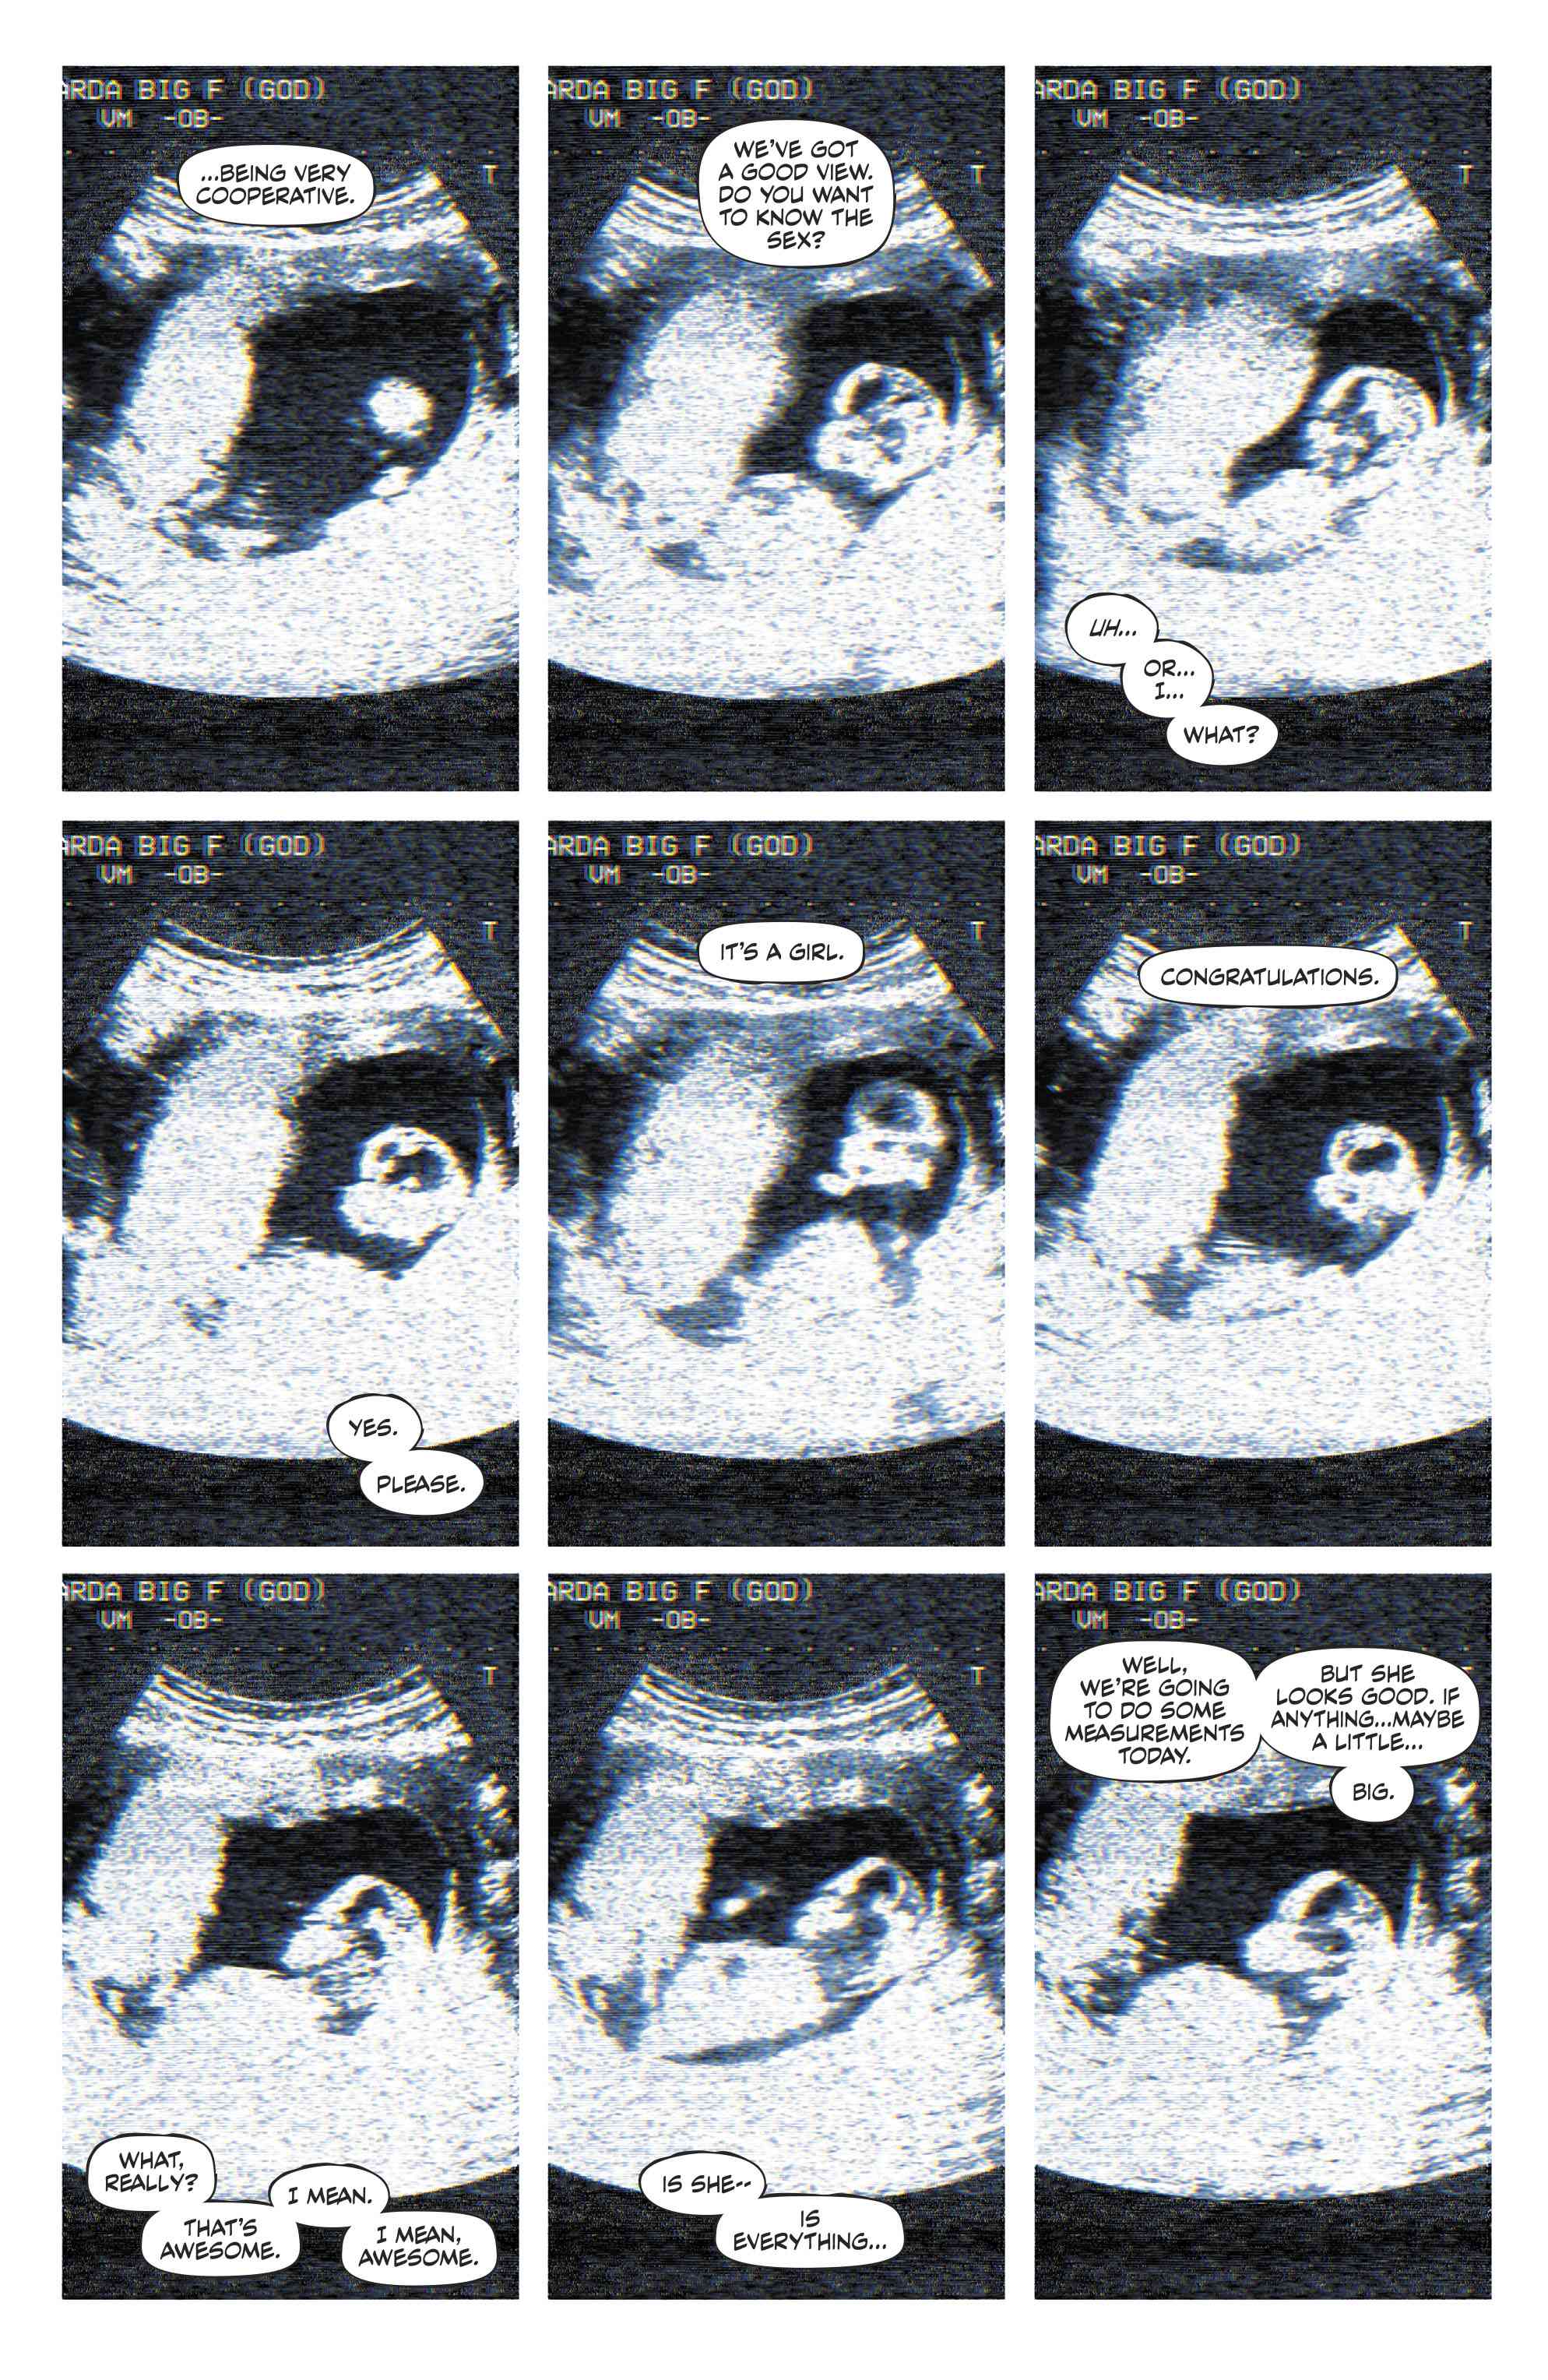 ARDA BIG F (GOD)
VM -OB-
T
...BEING VERY
COOPERATIVE.
ARDA BIG F (GOD)
VM -OB-
T
WE'VE GOT
A GOOD VIEW.
DO YOU WANT
TO KNOW THE
SEX?
ARDA BIG F (GOD)
VM -OB-
T
UH...
OR...
I...
WHAT?
ARDA BIG F (GOD)
VM -OB-
T
YES.
PLEASE.
ARDA BIG F (GOD)
VM -OB-
T
IT'S A GIRL.
ARDA BIG F (GOD)
VM -OB-
T
CONGRATULATIONS.
ARDA BIG F (GOD)
VM -OB-
T
WHAT,
REALLY?
THAT'S
AWESOME.
I MEAN.
I MEAN,
AWESOME.
ARDA BIG F (GOD)
VM -OB-
T
IS SHE--
IS
EVERYTHING...
ARDA BIG F (GOD)
VM -OB-
WELL,
WE'RE GOING
TO DO SOME
MEASUREMENTS
TODAY.
BUT SHE
LOOKS GOOD. IF
ANYTHING...MAYBE
A LITTLE...
BIG.